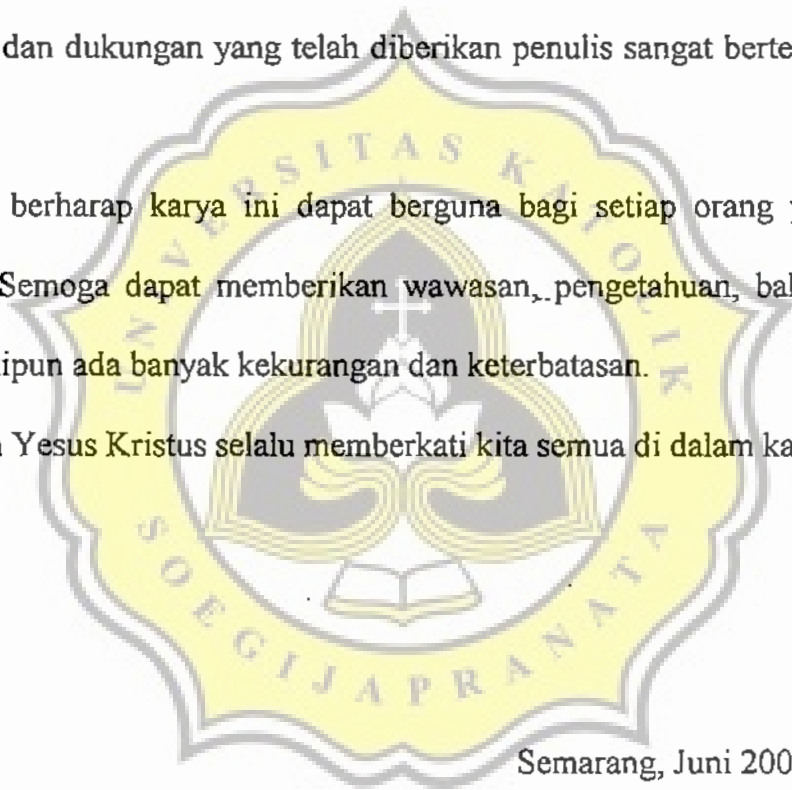 dan dukungan yang telah diberikan penulis sangat berte
berharap karya ini dapat berguna bagi setiap orang
Semoga dapat memberikan wawasan, pengetahuan,
ipun ada banyak kekurangan dan keterbatasan.
Yesus Kristus selalu memberkati kita semua di dalam ka
UNIVERSITAS KATOLIK
SOEGIJAPRANATA
Semarang, Juni 200